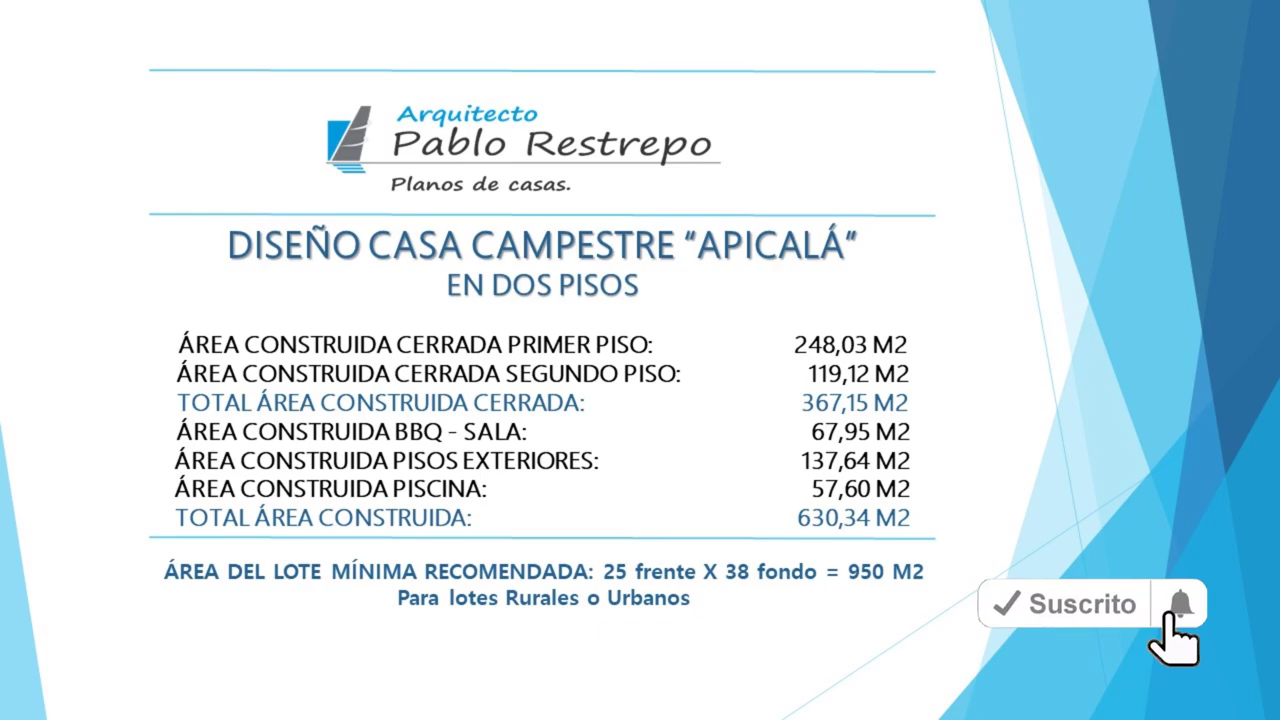 Arquitecto
Pablo Restrepo
Planos de casas.
DISEÑO CASA CAMPESTRE “APICALÁ“
EN DOS PISOS
ÁREA CONSTRUIDA CERRADA PRIMER PISO: 248,03 M2
ÁREA CONSTRUIDA CERRADA SEGUNDO PISO: 119,12 M2
TOTAL ÁREA CONSTRUIDA CERRADA: 367,15 M2
ÁREA CONSTRUIDA BBQ - SALA: 67,95 M2
ÁREA CONSTRUIDA PISOS EXTERIORES: 137,64 M2
ÁREA CONSTRUIDA PISCINA: 57,60 M2
TOTAL ÁREA CONSTRUIDA: 630,34 M2
ÁREA DEL LOTE MÍNIMA RECOMENDADA: 25 frente X 38 fondo = 950 M2
Para lotes Rurales o Urbanos
Suscrito